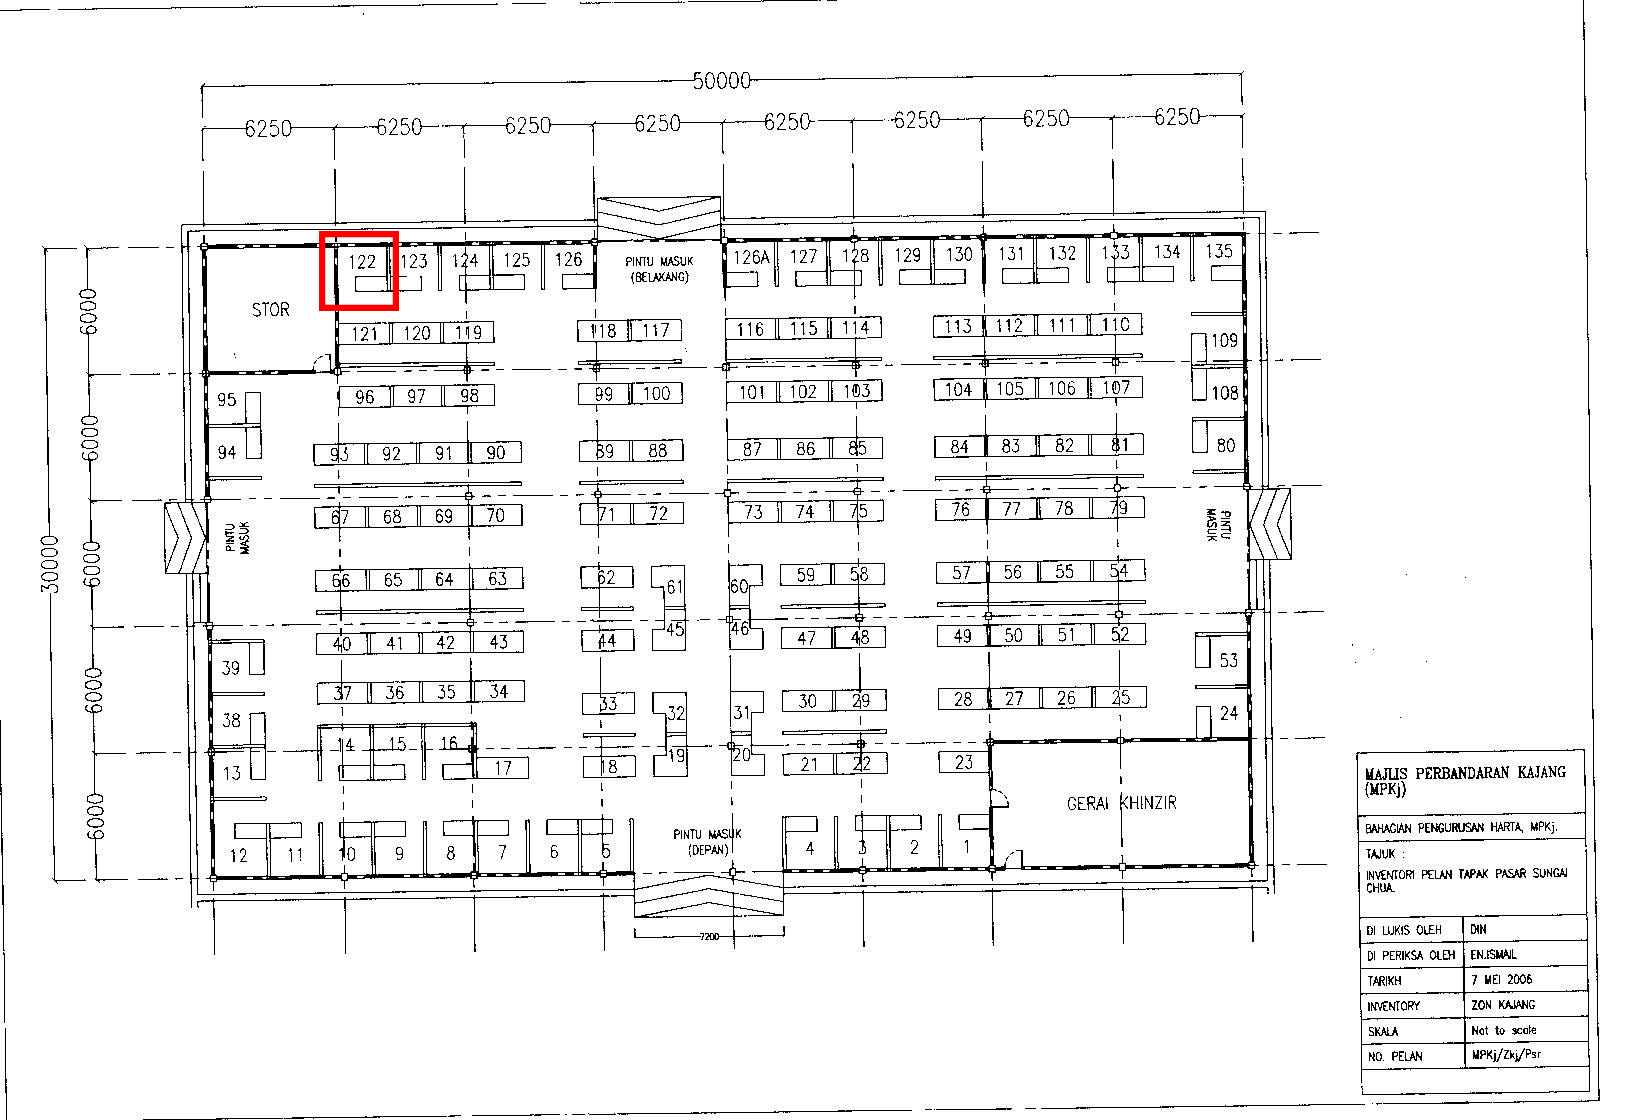 50000
6250 6250 6250 6250 6250 6250 6250 6250
30000
6000
6000
6000
6000
6000
STOR
122 123 124 125 126
PINTU MASUK
(BELAKANG)
126A 127 128 129 130 131 132 133 134 135
121 120 119 118 117 116 115 114 113 112 111 110
109
95 96 97 98 99 100 101 102 103 104 105 106 107 108
94 93 92 91 90 89 88 87 86 85 84 83 82 81 80
PINTU
MASUK
67 68 69 70 71 72 73 74 75 76 77 78 79
PINTU
MASUK
66 65 64 63 62 61 60 59 58 57 56 55 54
39 40 41 42 43 44 45 46 47 48 49 50 51 52 53
38 37 36 35 34 33 32 31 30 29 28 27 26 25 24
13 14 15 16 17 18 19 20 21 22 23
GERAI KHINZIR
12 11 10 9 8 7 6 5
PINTU MASUK
(DEPAN)
4 3 2 1
7200
MAJLIS PERBANDARAN KAJANG
(MPKj)
BAHAGIAN PENGURUSAN HARTA, MPKj.
TAJUK :
INVENTORI PELAN TAPAK PASAR SUNGAI
CHUA.
DI LUKIS OLEH DIN
DI PERIKSA OLEH EN.ISMAIL
TARIKH 7 MEI 2006
INVENTORY ZON KAJANG
SKALA Not to scale
NO. PELAN MPKj/Zkj/Psr